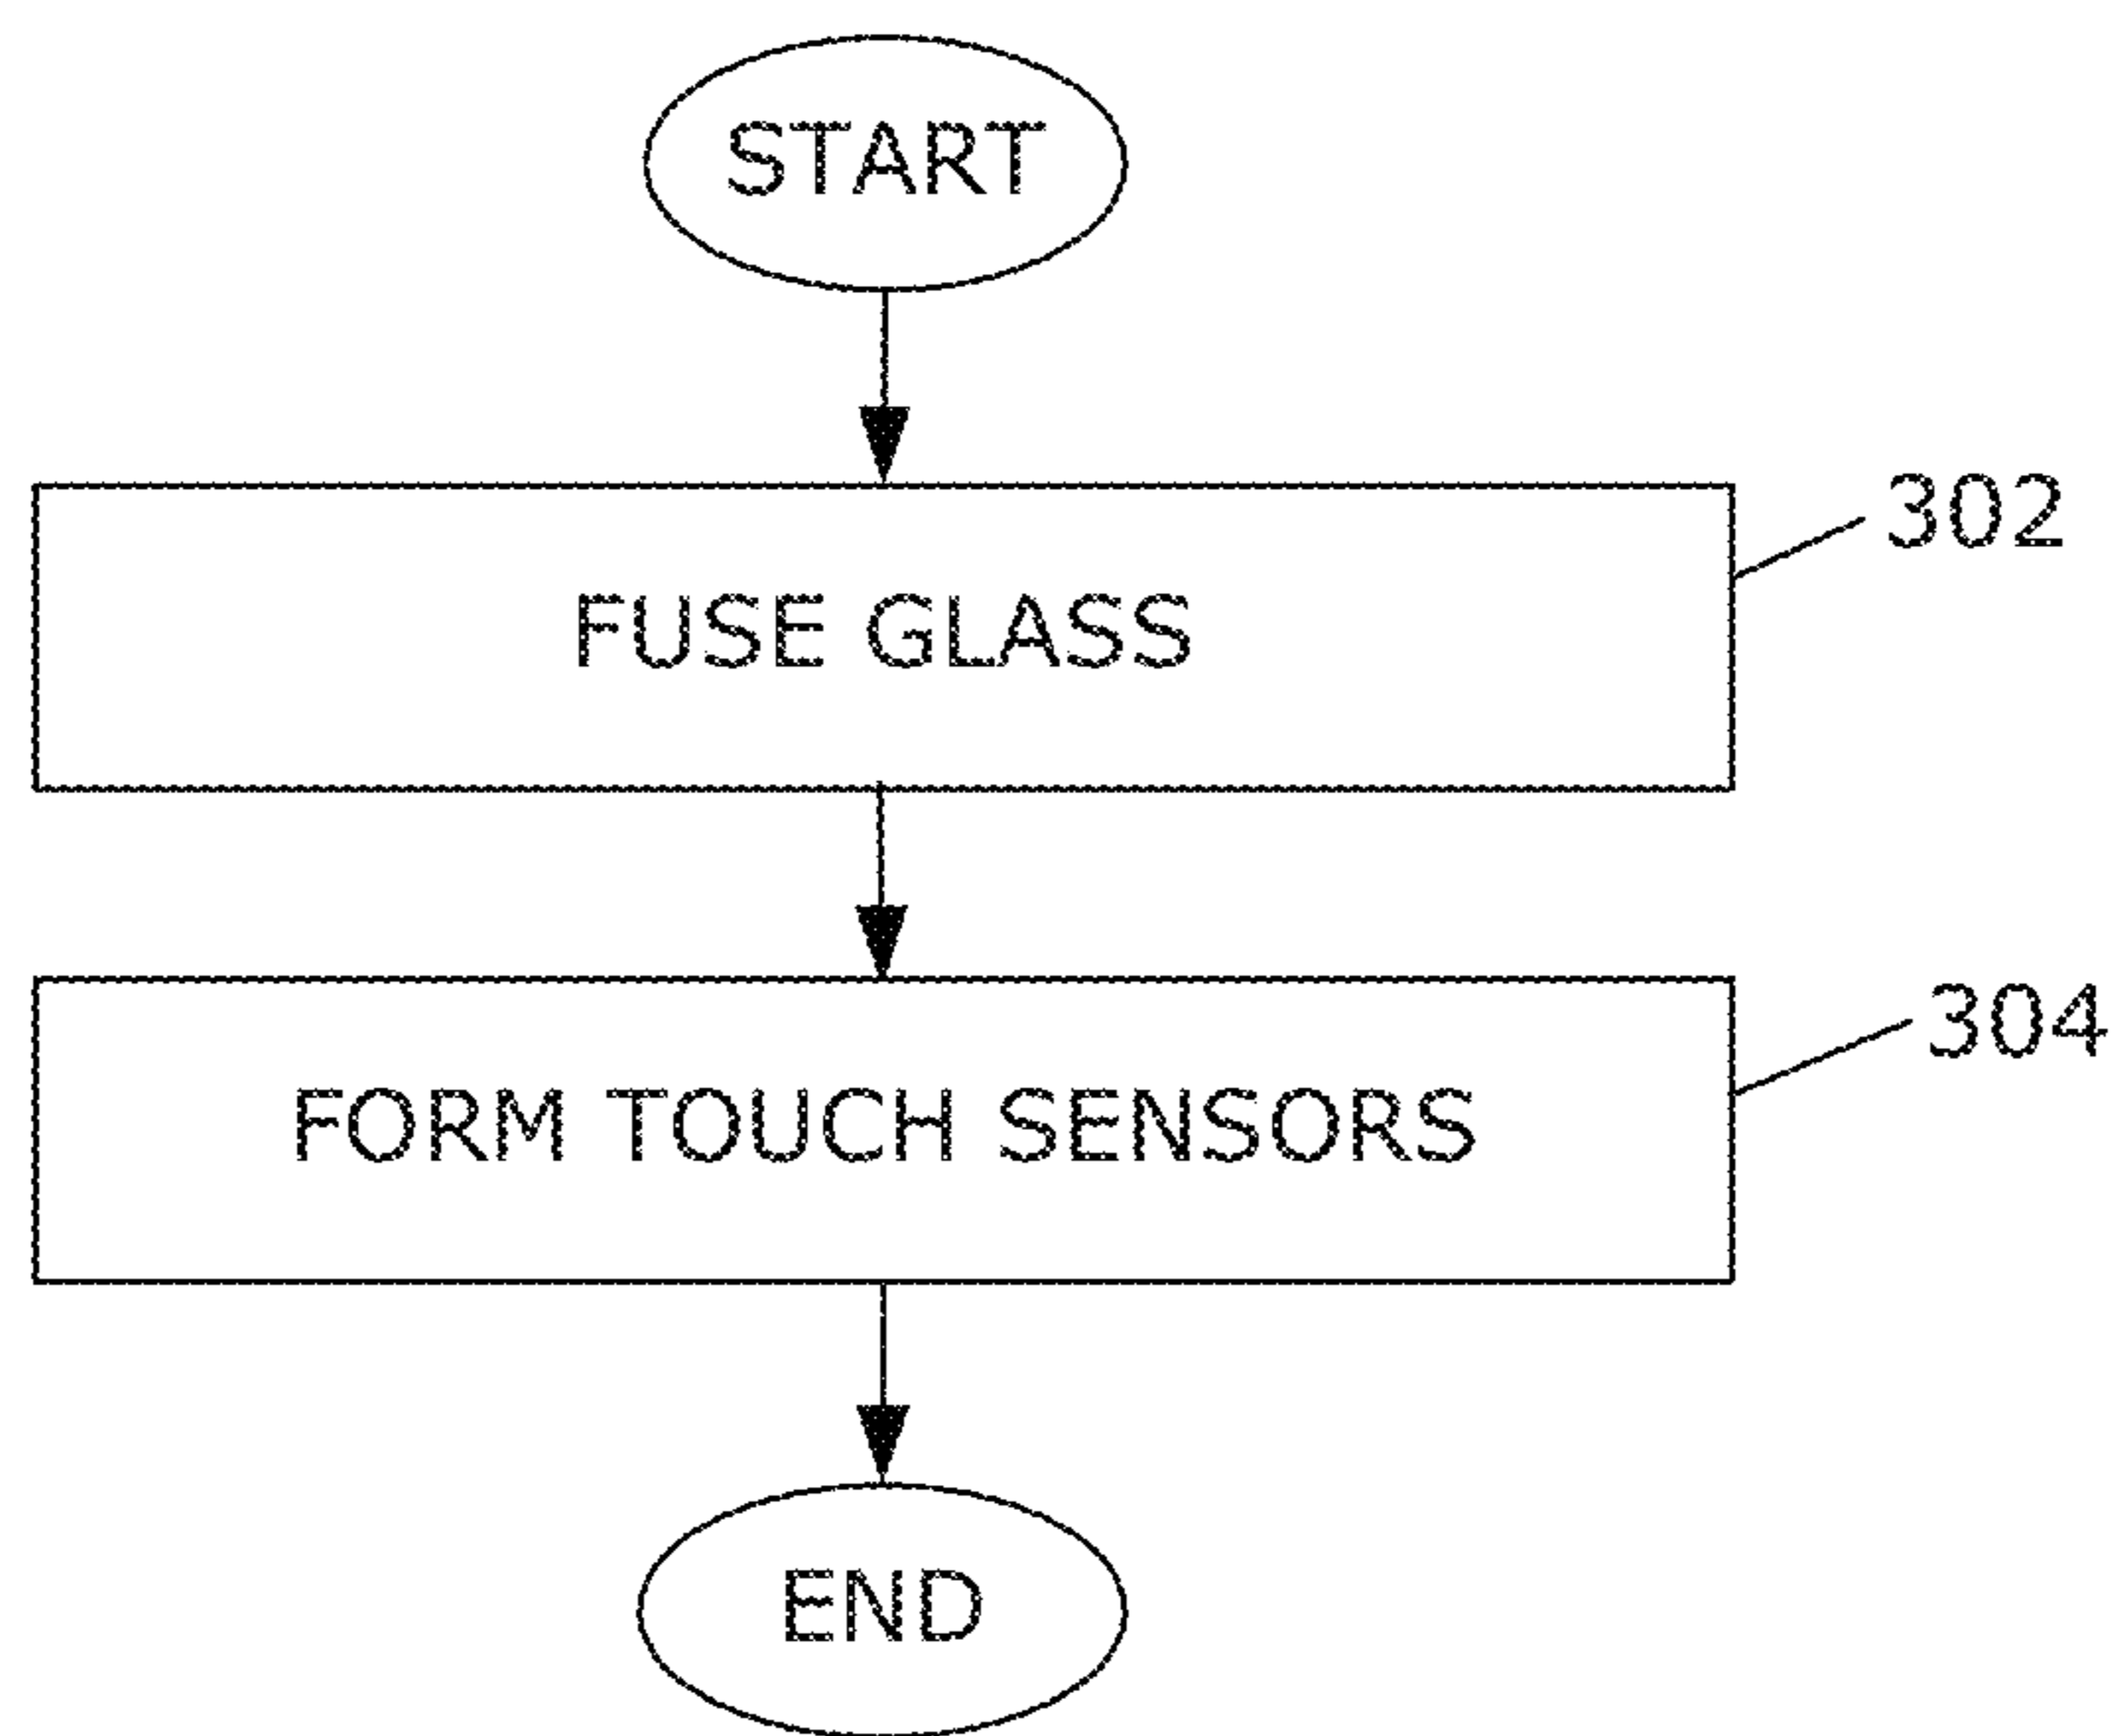 START
302
FUSE GLASS
304
FORM TOUCH SENSORS
END